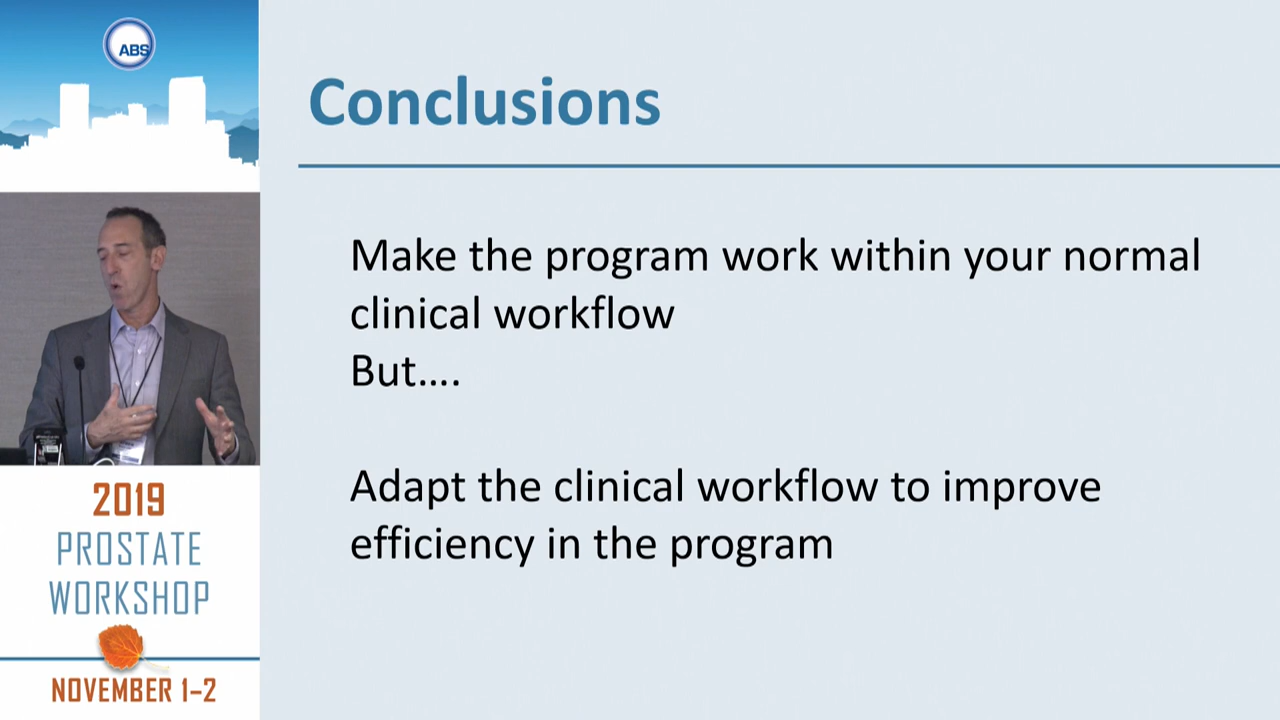 ABS
Conclusions
Make the program work within your normal
clinical workflow
But....
Adapt the clinical workflow to improve
efficiency in the program
2019
PROSTATE
WORKSHOP
NOVEMBER 1–2